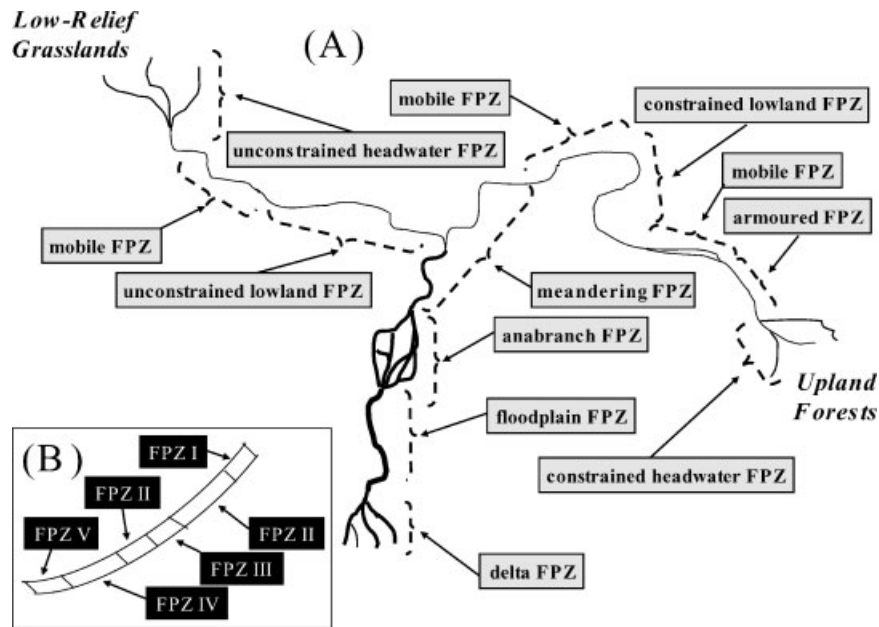 Low-Relief
Grasslands
(A)
mobile FPZ
constrained lowland FPZ
unconstrained headwater FPZ
mobile FPZ
armoured FPZ
mobile FPZ
unconstrained lowland FPZ
meandering FPZ
anabranch FPZ
Upland
Forests
floodplain FPZ
constrained headwater FPZ
delta FPZ
(B)
FPZ I
FPZ II
FPZ V
FPZ II
FPZ III
FPZ IV